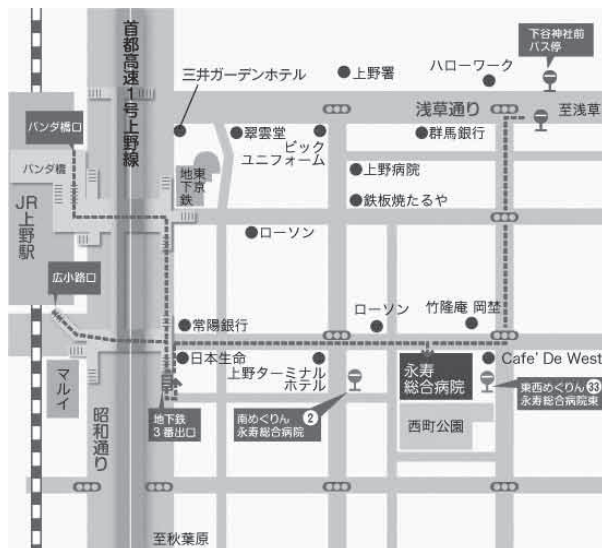 首都高速1号上野線
下谷神社前
バス停
三井ガーデンホテル
上野署
ハローワーク
浅草通り
至浅草
パンダ橋口
翠雲堂
ビック
ユニフォーム
群馬銀行
パンダ橋
東京
地下鉄
上野病院
鉄板焼たるや
JR上野駅
ローソン
広小路口
常陽銀行
ローソン
竹隆庵 岡埜
日本生命
上野ターミナル
ホテル
永寿
総合病院
Cafe' De West
マルイ
昭和通り
地下鉄
3番出口
南めぐりん 2
永寿総合病院
西町公園
東西めぐりん 33
永寿総合病院東
至秋葉原